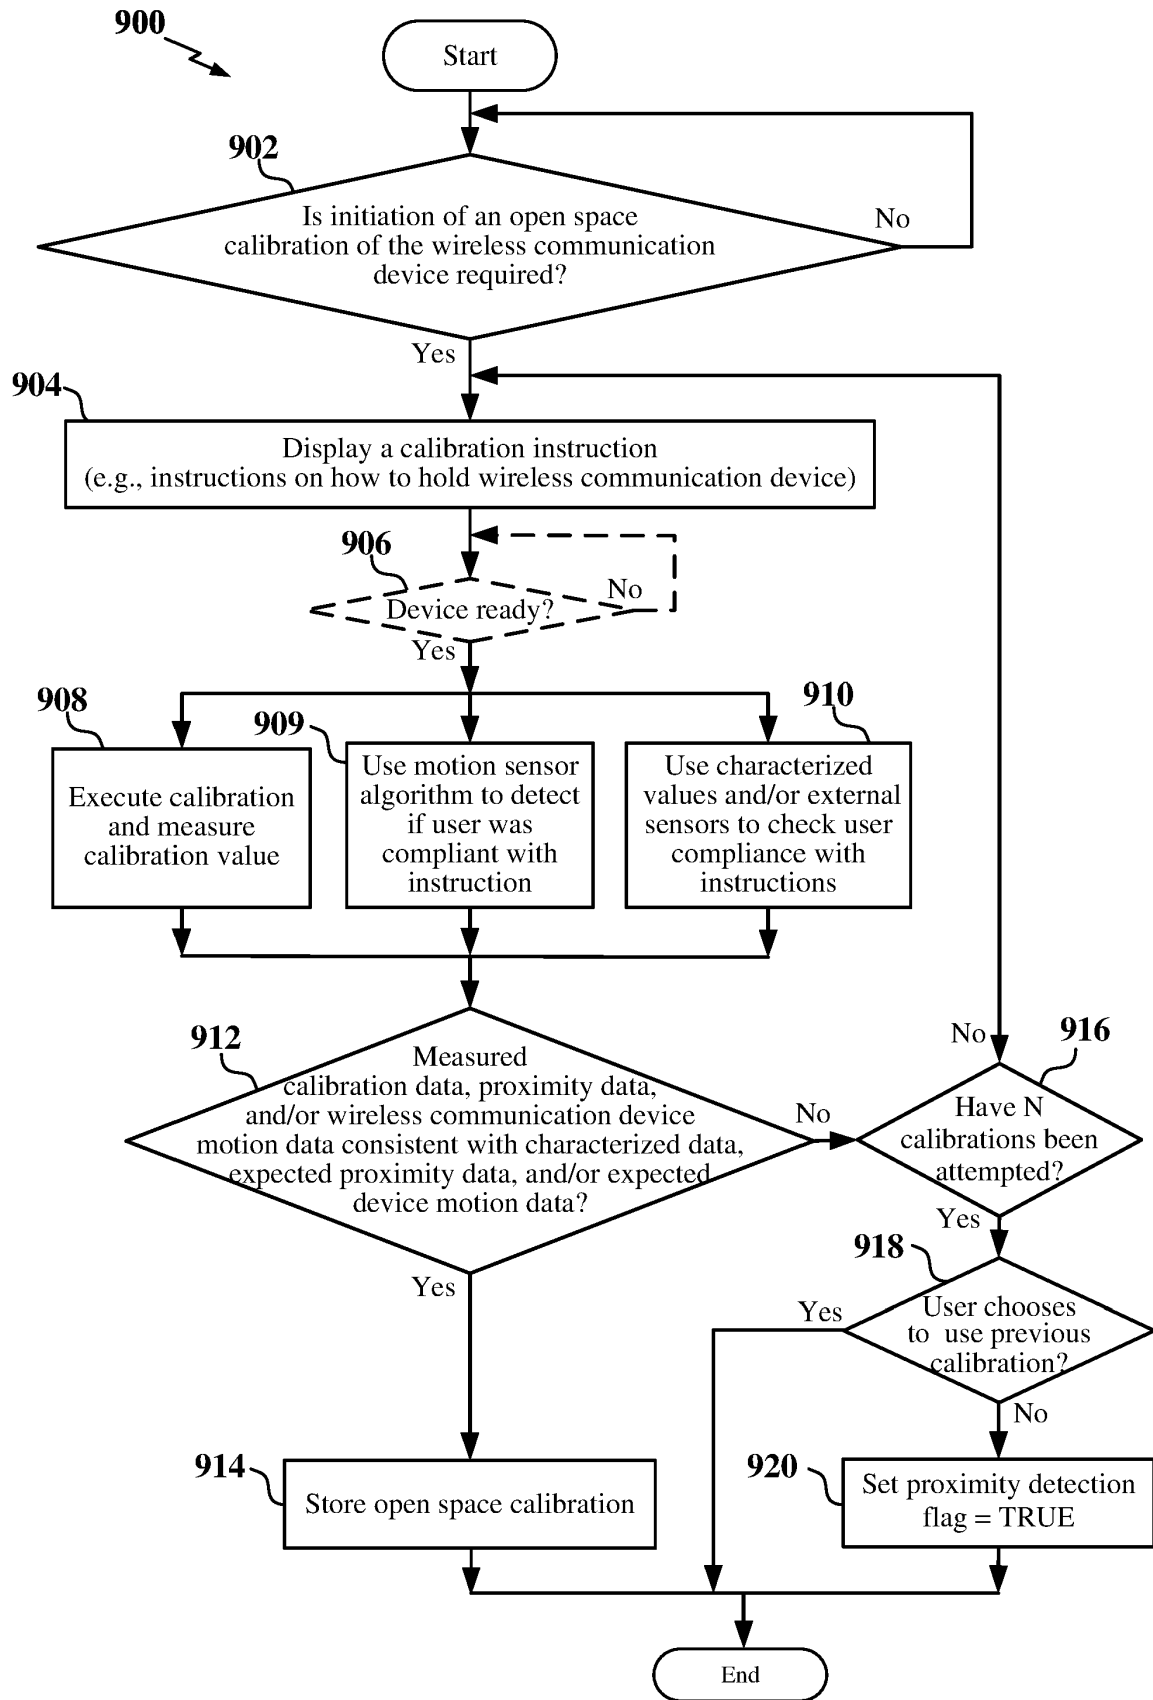 900
Start
902
Is initiation of an open space
calibration of the wireless communication
device required?
No
Yes
904
Display a calibration instruction
(e.g., instructions on how to hold wireless communication device)
906
Device ready?
No
Yes
908
Execute calibration
and measure
calibration value
909
Use motion sensor
algorithm to detect
if user was
compliant with
instruction
910
Use characterized
values and/or external
sensors to check user
compliance with
instructions
912
Measured
calibration data, proximity data,
and/or wireless communication device
motion data consistent with characterized data,
expected proximity data, and/or expected
device motion data?
No
Yes
916
No
Have N
calibrations been
attempted?
Yes
918
User chooses
to use previous
calibration?
Yes
No
914
Store open space calibration
920
Set proximity detection
flag = TRUE
End